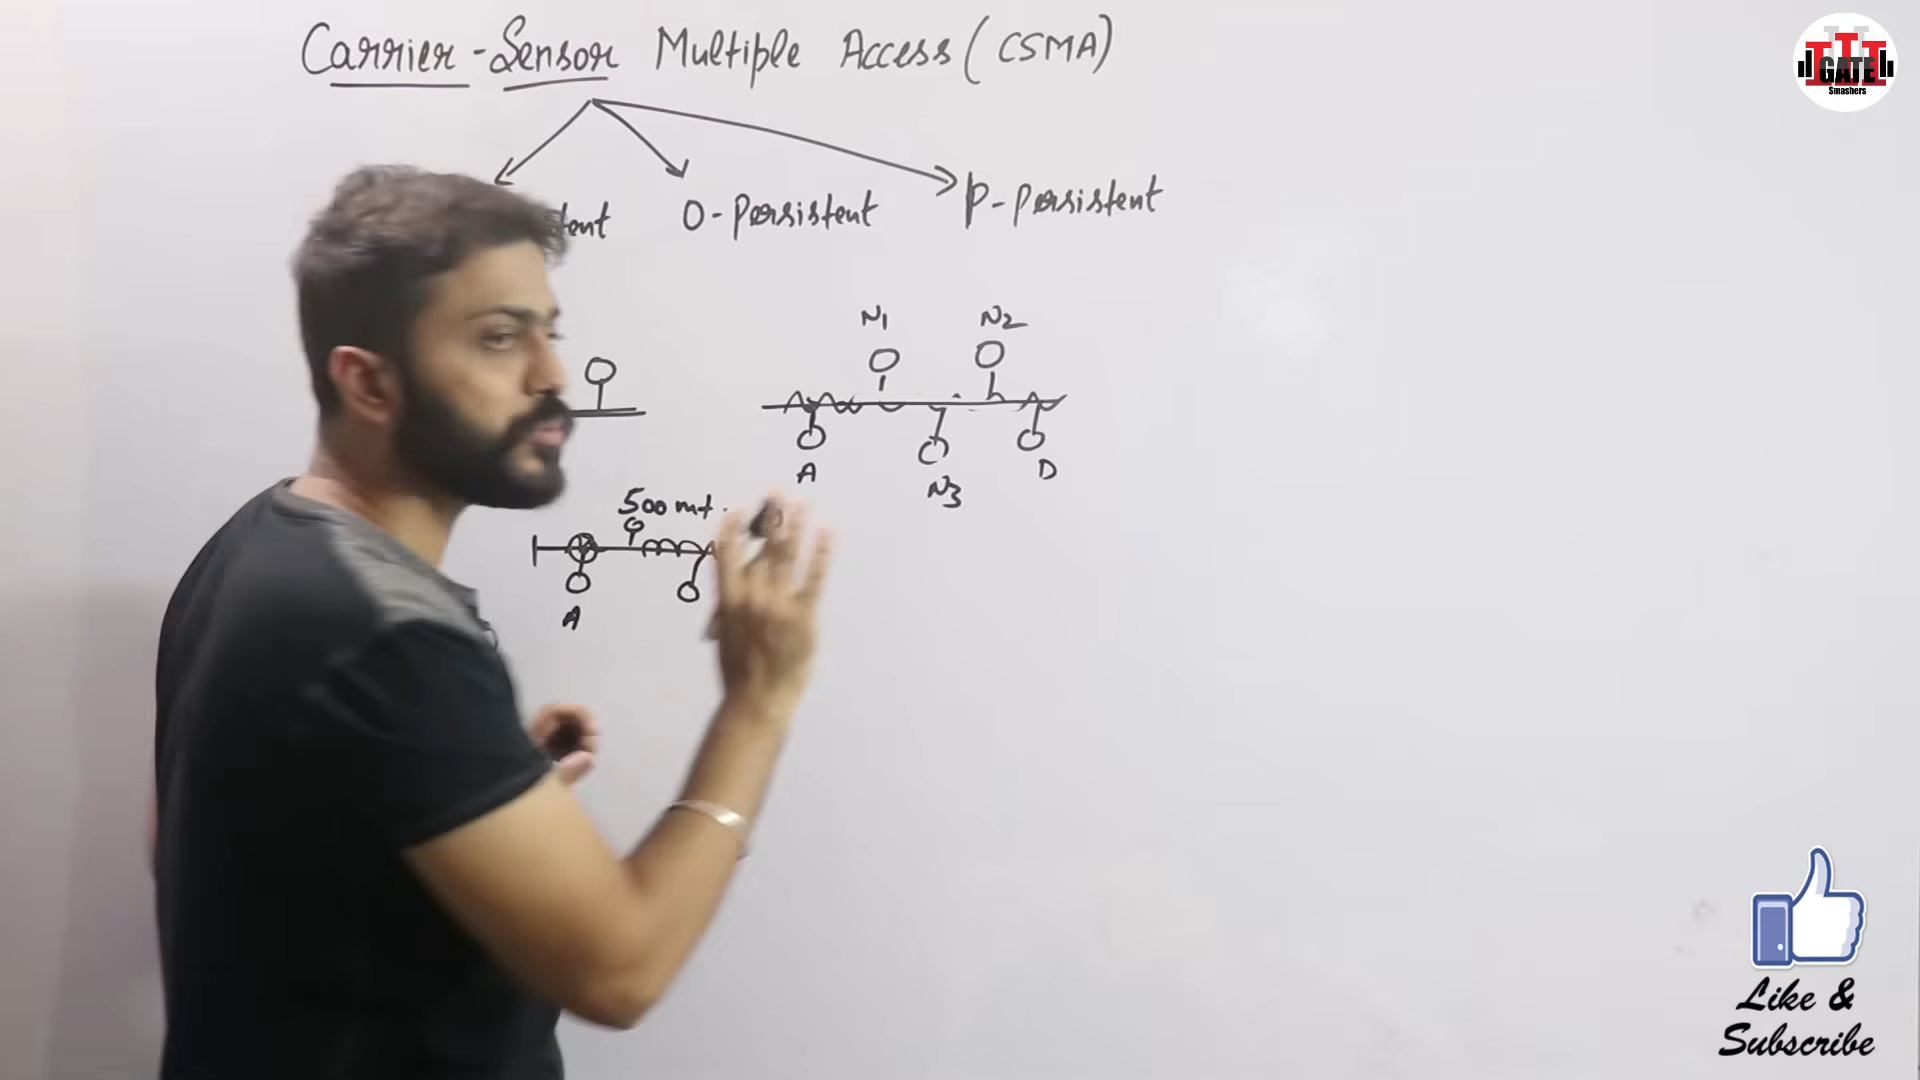 Carrier-Sensor Multiple Access (CSMA)
O-Persistent P-Persistent
N1 N2
A N3 D
500 mt.
A
GATE
Smashers
Like &
Subscribe